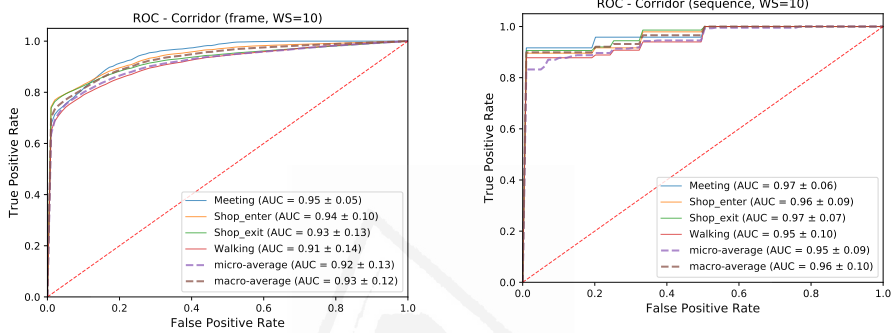 ROC - Corridor (frame, WS=10)
True Positive Rate
1.0
0.8
0.6
0.4
0.2
0.0
Meeting (AUC = 0.95 ± 0.05)
Shop_enter (AUC = 0.94 ± 0.10)
Shop_exit (AUC = 0.93 ± 0.13)
Walking (AUC = 0.91 ± 0.14)
micro-average (AUC = 0.92 ± 0.13)
macro-average (AUC = 0.93 ± 0.12)
0.0 0.2 0.4 0.6 0.8 1.0
False Positive Rate
ROC - Corridor (sequence, WS=10)
True Positive Rate
1.0
0.8
0.6
0.4
0.2
0.0
Meeting (AUC = 0.97 ± 0.06)
Shop_enter (AUC = 0.96 ± 0.09)
Shop_exit (AUC = 0.97 ± 0.07)
Walking (AUC = 0.95 ± 0.10)
micro-average (AUC = 0.95 ± 0.09)
macro-average (AUC = 0.96 ± 0.10)
0.0 0.2 0.4 0.6 0.8 1.0
False Positive Rate